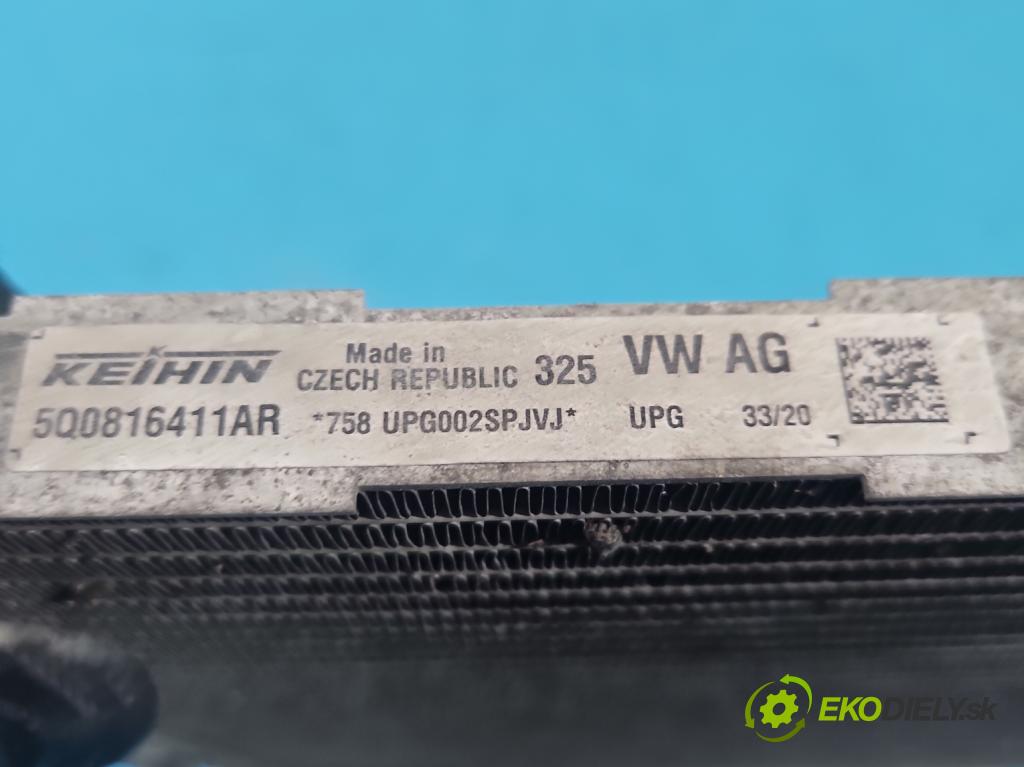 KEIHIN Made in CZECH REPUBLIC 325 VW AG
5Q0816411AR *758 UPG002SPJVJ* UPG 33/20
EKODIELY.sk